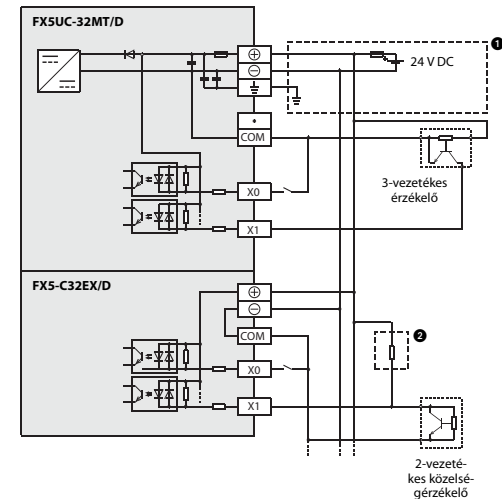 FX5UC-32MT/D
❶
24 V DC
•
COM
3-vezetékes
érzékelő
X0
X1
FX5-C32EX/D
COM
❷
X0
X1
2-vezeté-
kes közelsé-
gérzékelő